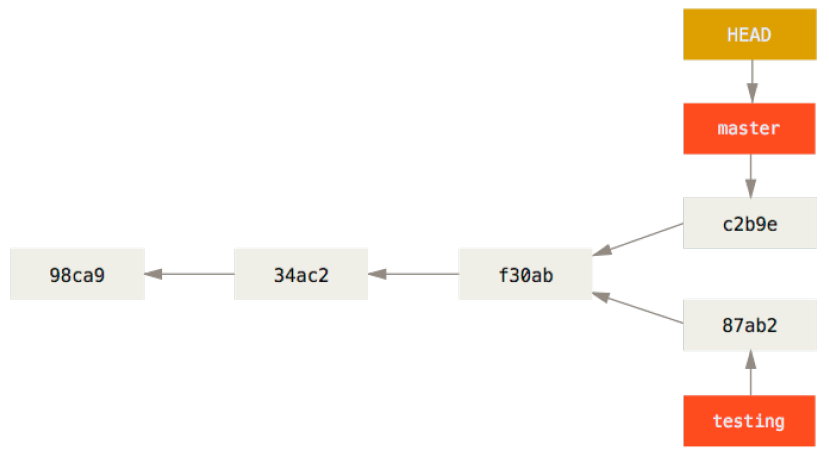 HEAD
master
c2b9e
98ca9
34ac2
f30ab
87ab2
testing